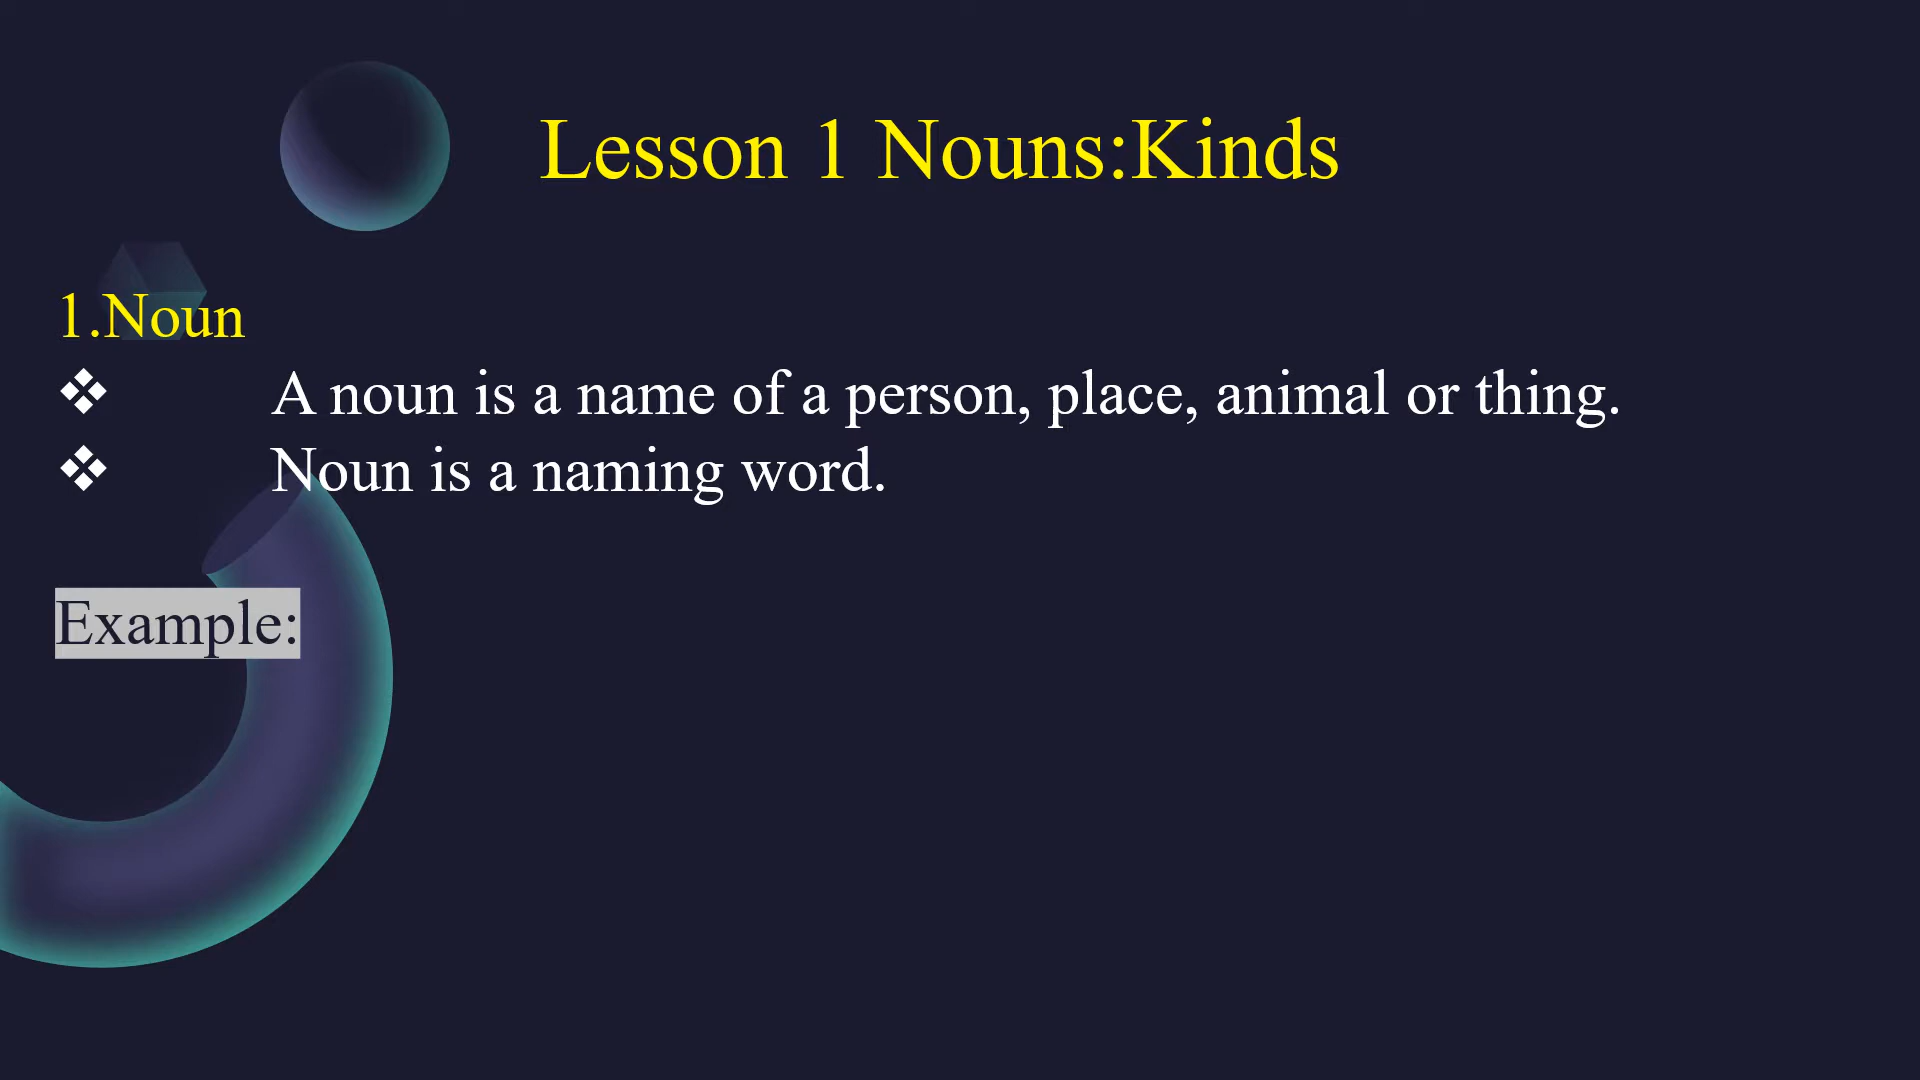 Lesson 1 Nouns:Kinds
1.Noun
❖ A noun is a name of a person, place, animal or thing.
❖ Noun is a naming word.
Example: